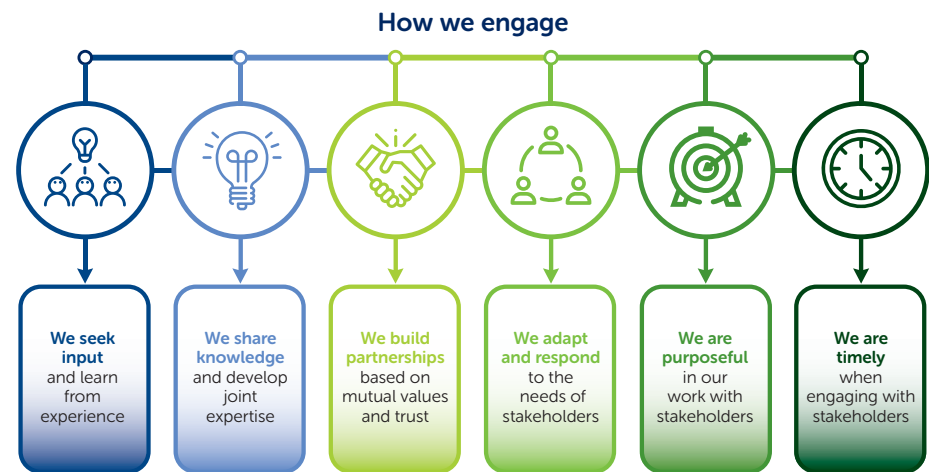 How we engage
We seek
input
and learn
from
experience
We share
knowledge
and develop
joint
expertise
We build
partnerships
based on
mutual values
and trust
We adapt
and respond
to the
needs of
stakeholders
We are
purposeful
in our
work with
stakeholders
We are
timely
when
engaging with
stakeholders